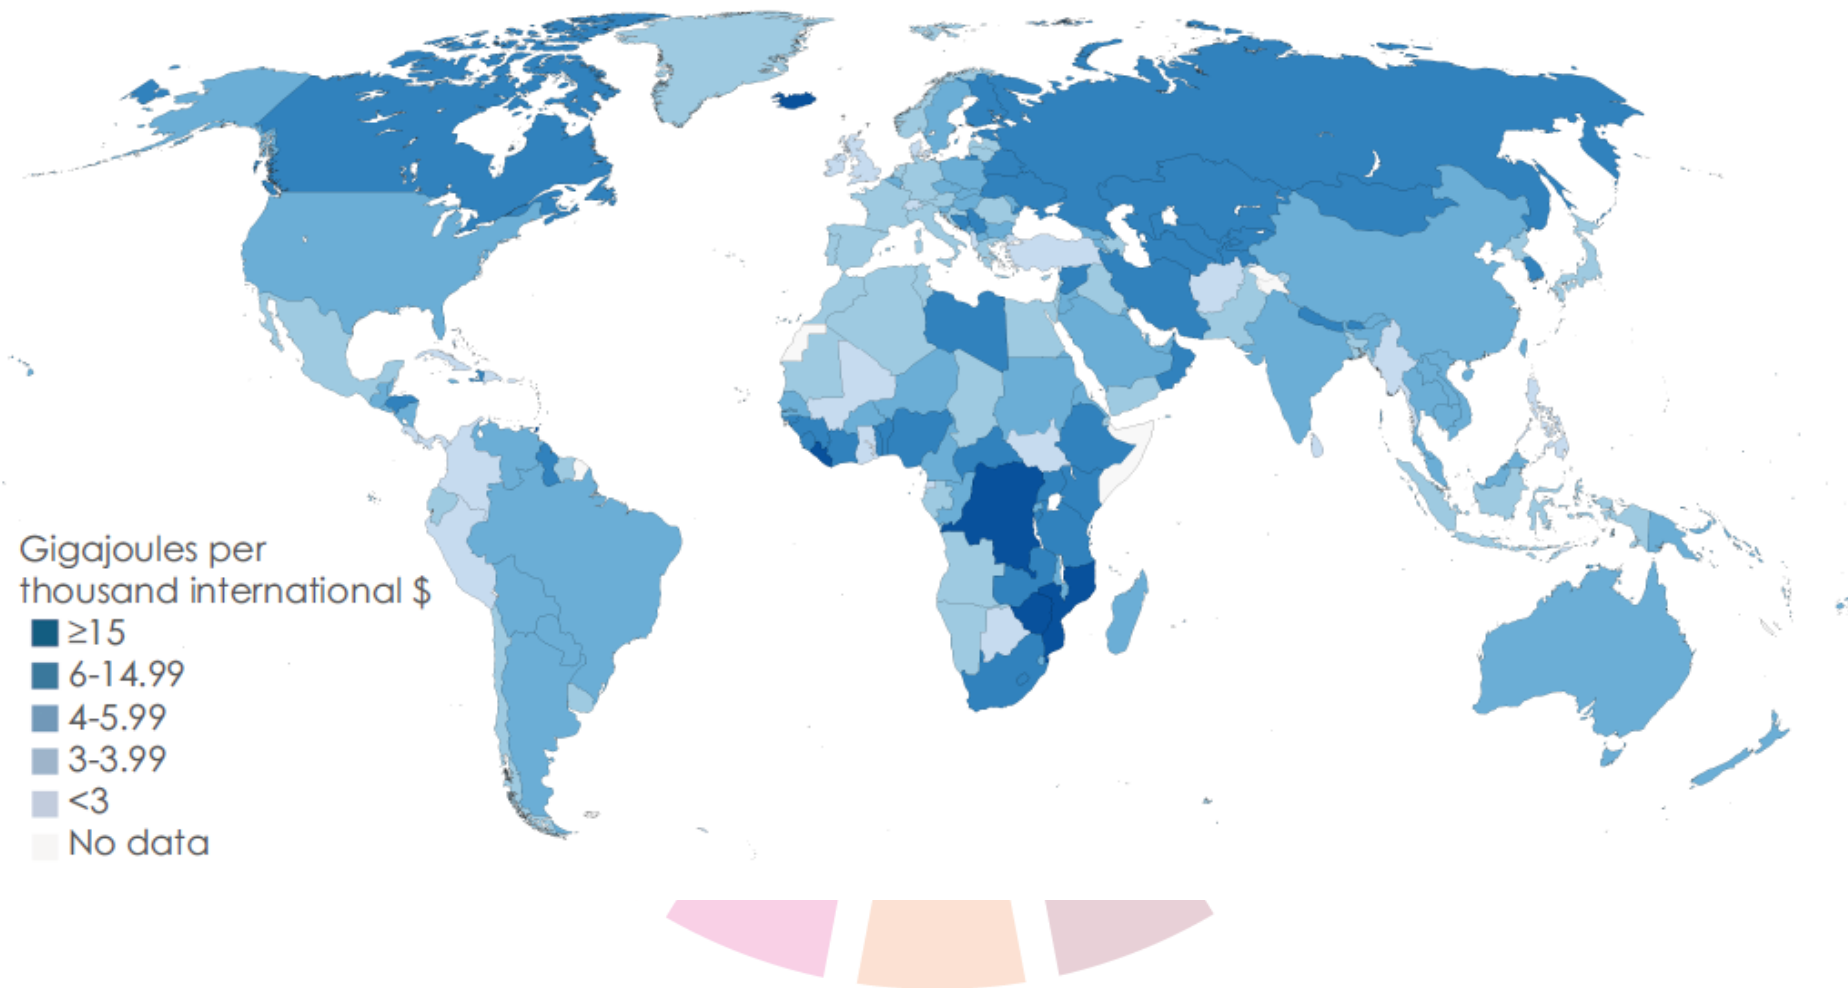 Gigajoules per
thousand international $
≥15
6-14.99
4-5.99
3-3.99
<3
No data